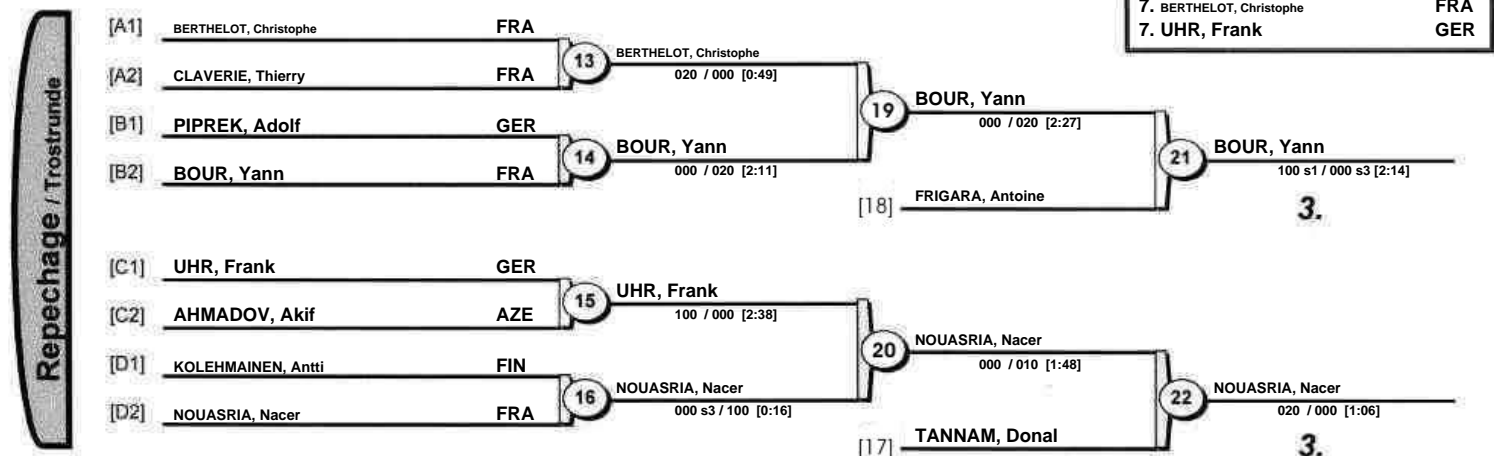 7. BERTHELOT, Christophe FRA
7. UHR, Frank GER
Repechage / Trostrunde
[A1] BERTHELOT, Christophe FRA
[A2] CLAVERIE, Thierry FRA
13 BERTHELOT, Christophe
020 / 000 [0:49]
[B1] PIPREK, Adolf GER
[B2] BOUR, Yann FRA
14 BOUR, Yann
000 / 020 [2:11]
19 BOUR, Yann
000 / 020 [2:27]
[18] FRIGARA, Antoine
21 BOUR, Yann
100 s1 / 000 s3 [2:14]
3.
[C1] UHR, Frank GER
[C2] AHMADOV, Akif AZE
15 UHR, Frank
100 / 000 [2:38]
[D1] KOLEHMAINEN, Antti FIN
[D2] NOUASRIA, Nacer FRA
16 NOUASRIA, Nacer
000 s3 / 100 [0:16]
20 NOUASRIA, Nacer
000 / 010 [1:48]
[17] TANNAM, Donal
22 NOUASRIA, Nacer
020 / 000 [1:06]
3.